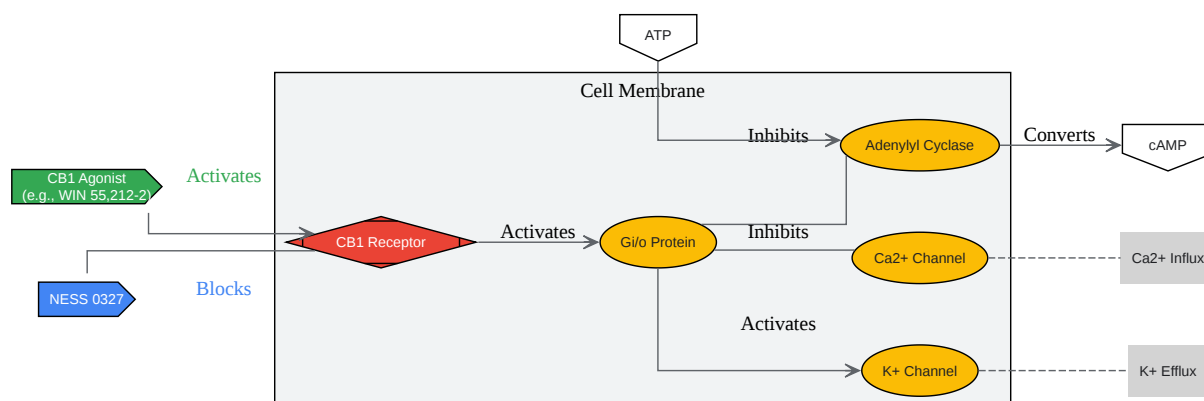 ATP
Cell Membrane
Inhibits
Adenylyl Cyclase
Converts
cAMP
CB1 Agonist
(e.g., WIN 55,212-2)
Activates
CB1 Receptor
Activates
Gi/o Protein
Inhibits
Ca2+ Channel
Ca2+ Influx
NESS 0327
Blocks
Activates
K+ Channel
K+ Efflux